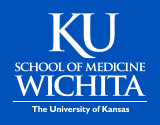 KU
SCHOOL OF MEDICINE
WICHITA
The University of Kansas